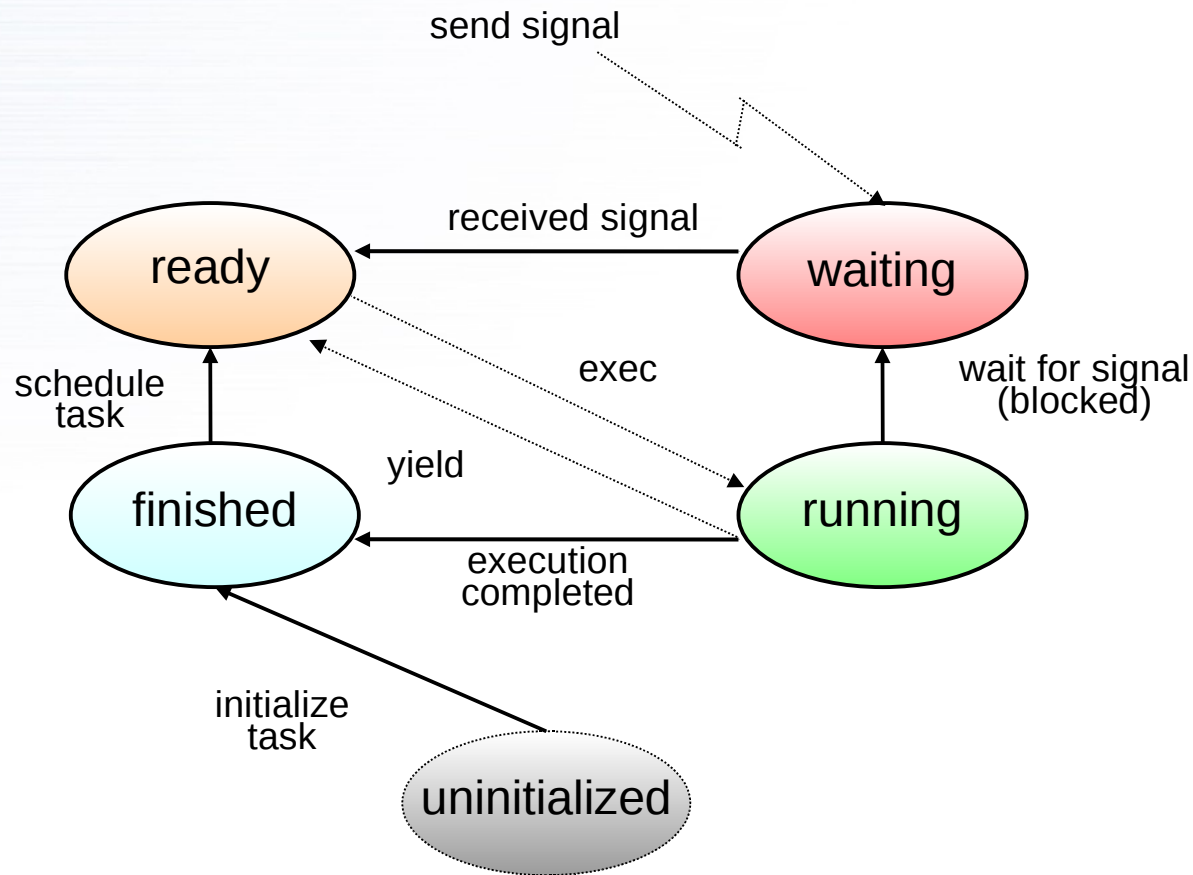 send signal
received signal
ready
waiting
exec
wait for signal
(blocked)
schedule
task
yield
finished
running
execution
completed
initialize
task
uninitialized